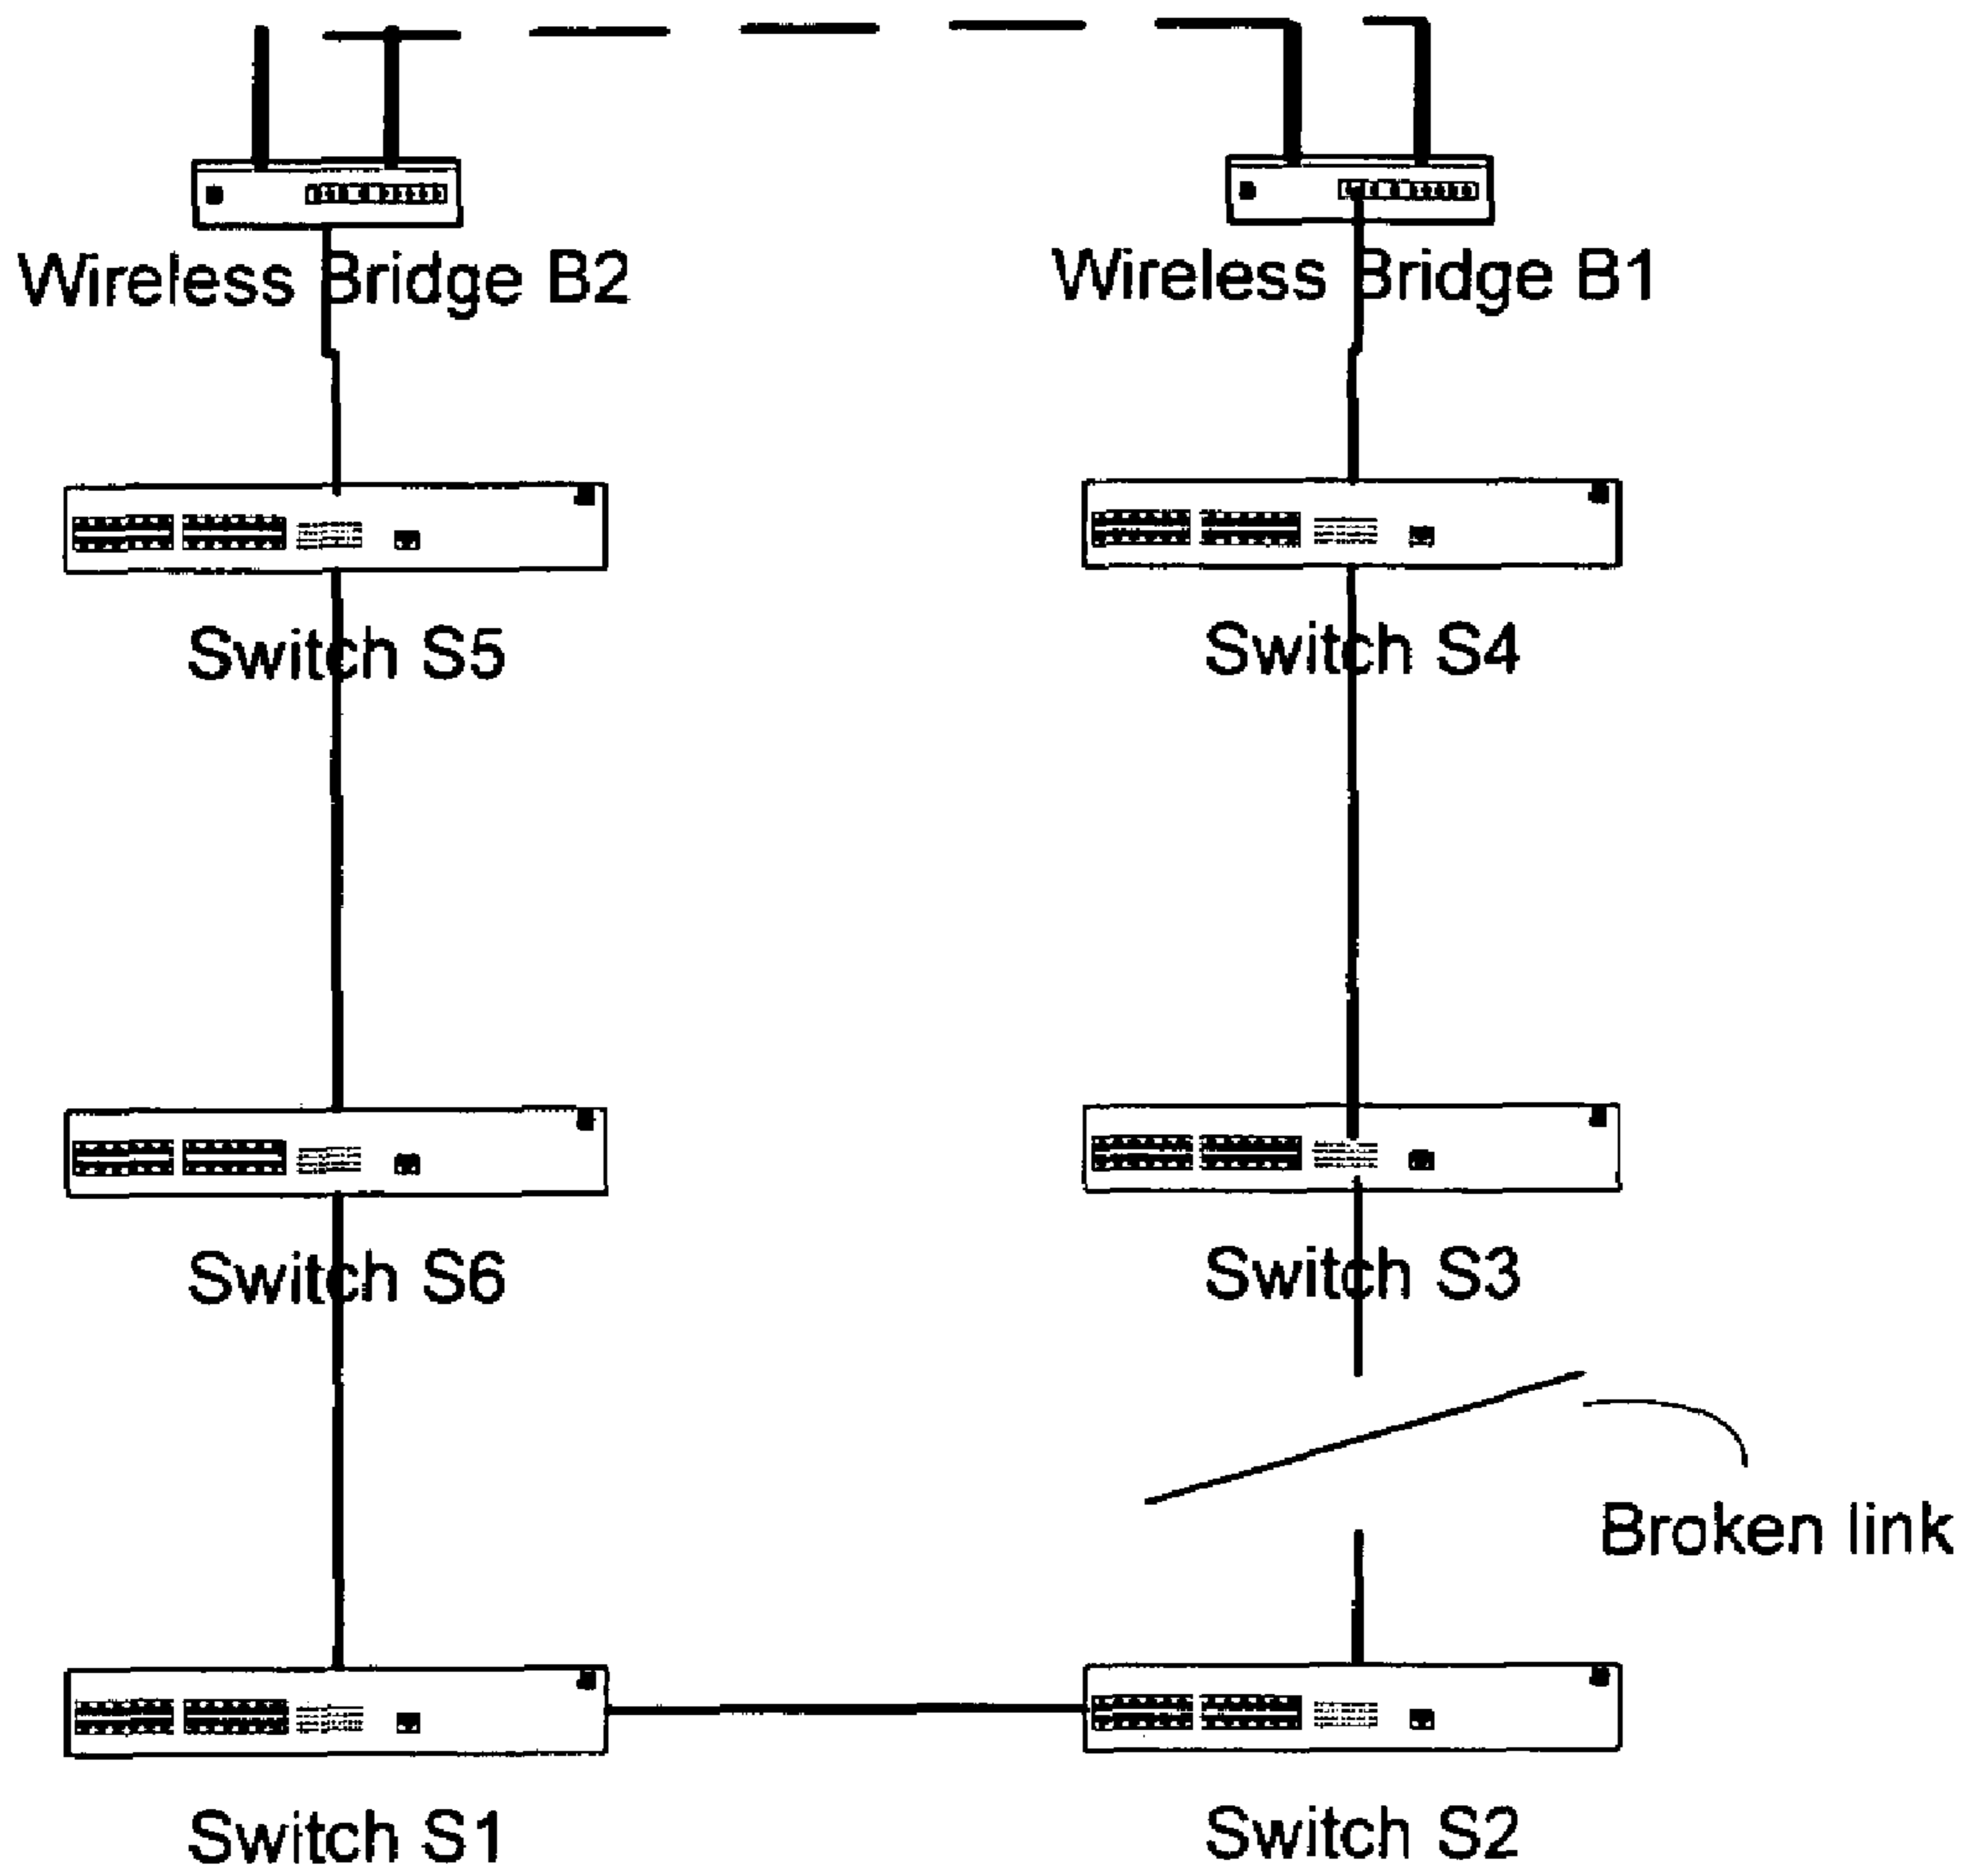 Wireless Bridge B2
Wireless Bridge B1
Switch S5
Switch S4
Switch S6
Switch S3
Broken link
Switch S1
Switch S2